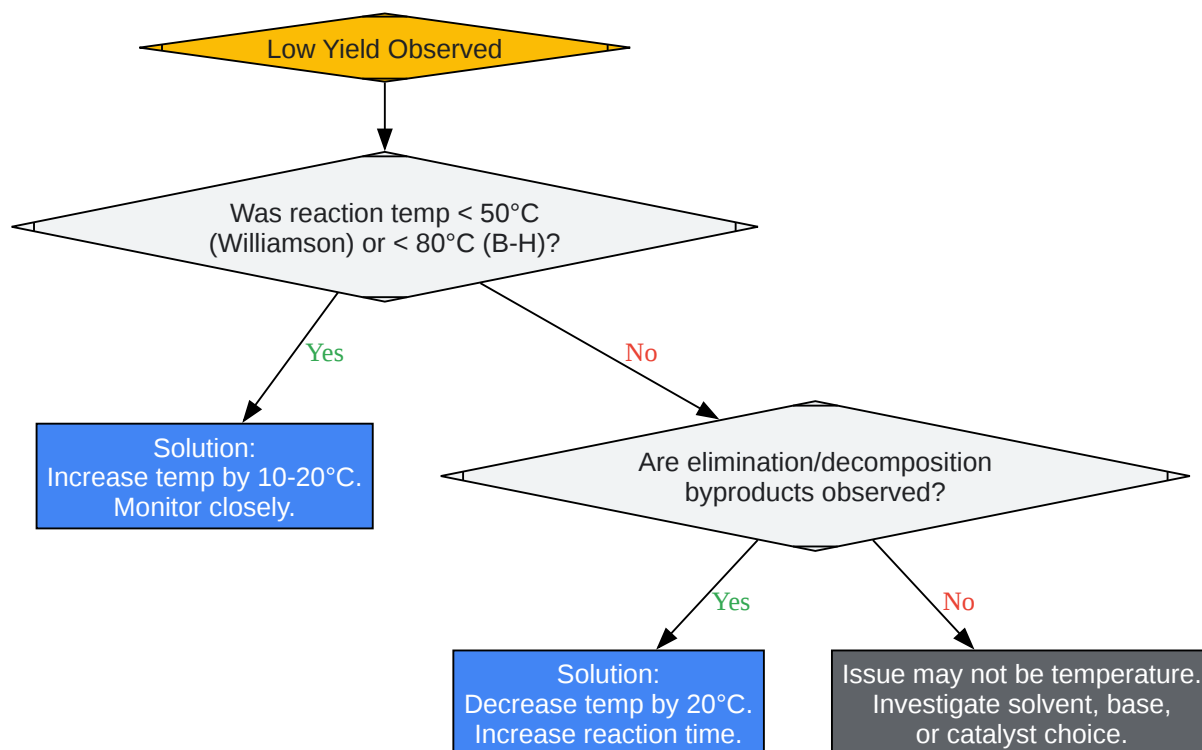 Low Yield Observed
Was reaction temp < 50°C
(Williamson) or < 80°C (B-H)?
Yes
No
Solution:
Increase temp by 10-20°C.
Monitor closely.
Are elimination/decomposition
byproducts observed?
Yes
No
Solution:
Decrease temp by 20°C.
Increase reaction time.
Issue may not be temperature.
Investigate solvent, base,
or catalyst choice.